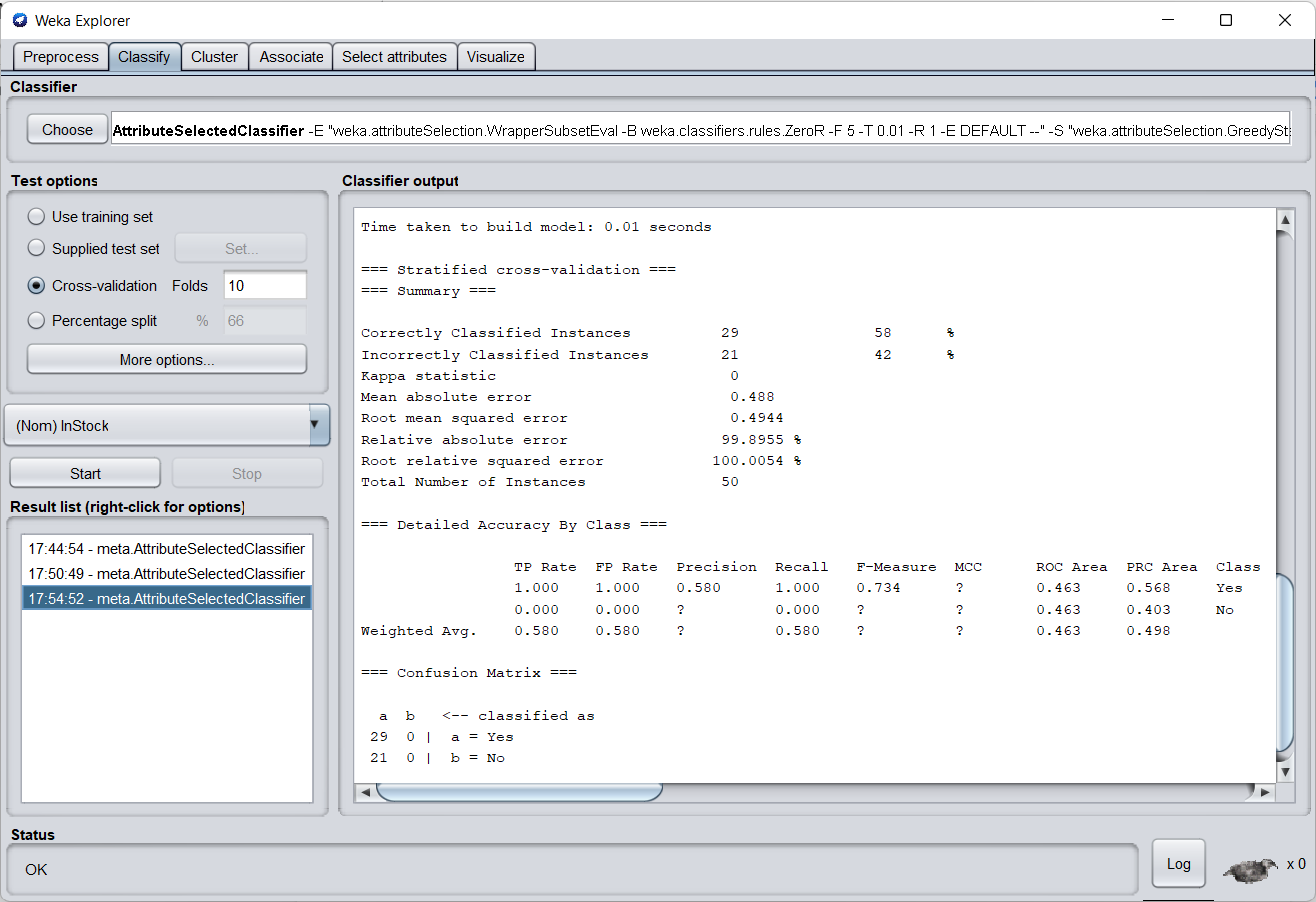 Weka Explorer
Preprocess Classify Cluster Associate Select attributes Visualize
Classifier
Choose AttributeSelectedClassifier -E "weka.attributeSelection.WrapperSubsetEval -B weka.classifiers.rules.ZeroR -F 5 -T 0.01 -R 1 -E DEFAULT --" -S "weka.attributeSelection.GreedySt
Test options
Use training set
Supplied test set Set...
Cross-validation Folds 10
Percentage split % 66
More options...
(Nom) InStock
Start Stop
Result list (right-click for options)
17:44:54 - meta.AttributeSelectedClassifier
17:50:49 - meta.AttributeSelectedClassifier
17:54:52 - meta.AttributeSelectedClassifier
Classifier output
Time taken to build model: 0.01 seconds
=== Stratified cross-validation ===
=== Summary ===
Correctly Classified Instances 29 58 %
Incorrectly Classified Instances 21 42 %
Kappa statistic 0
Mean absolute error 0.488
Root mean squared error 0.4944
Relative absolute error 99.8955 %
Root relative squared error 100.0054 %
Total Number of Instances 50
=== Detailed Accuracy By Class ===
TP Rate FP Rate Precision Recall F-Measure MCC ROC Area PRC Area Class
1.000 1.000 0.580 1.000 0.734 ? 0.463 0.568 Yes
0.000 0.000 ? 0.000 ? ? 0.463 0.403 No
Weighted Avg. 0.580 0.580 ? 0.580 ? ? 0.463 0.498
=== Confusion Matrix ===
a b <-- classified as
29 0 | a = Yes
21 0 | b = No
Status
OK
Log x 0